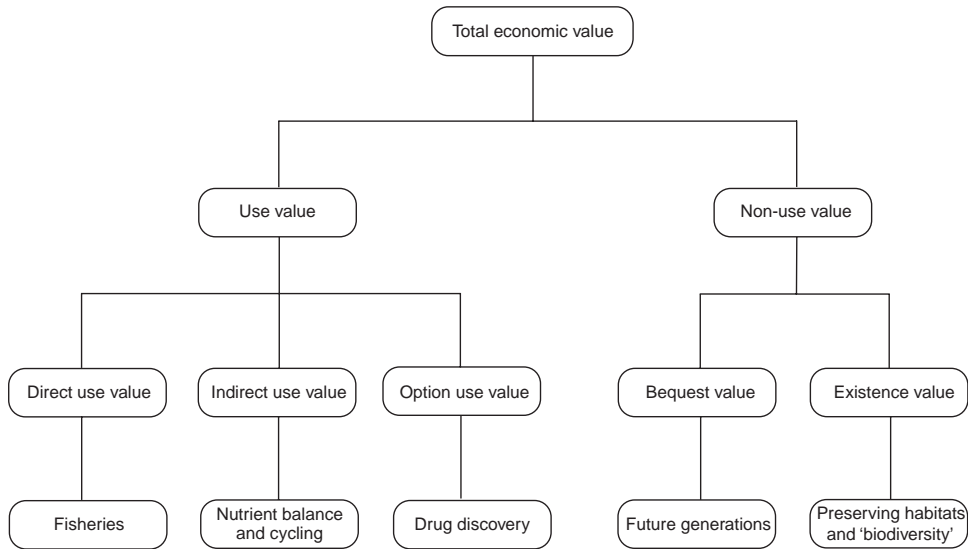 Total economic value
Use value
Non-use value
Direct use value
Indirect use value
Option use value
Bequest value
Existence value
Fisheries
Nutrient balance
and cycling
Drug discovery
Future generations
Preserving habitats
and ‘biodiversity’